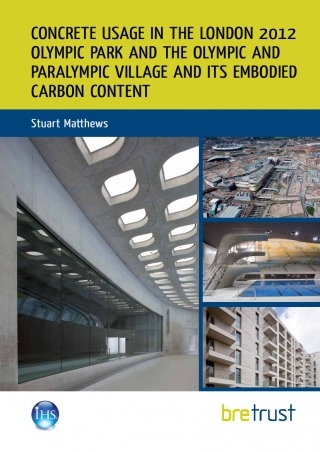 CONCRETE USAGE IN THE LONDON 2012
OLYMPIC PARK AND THE OLYMPIC AND
PARALYMPIC VILLAGE AND ITS EMBODIED
CARBON CONTENT
Stuart Matthews
IHS
bretrust